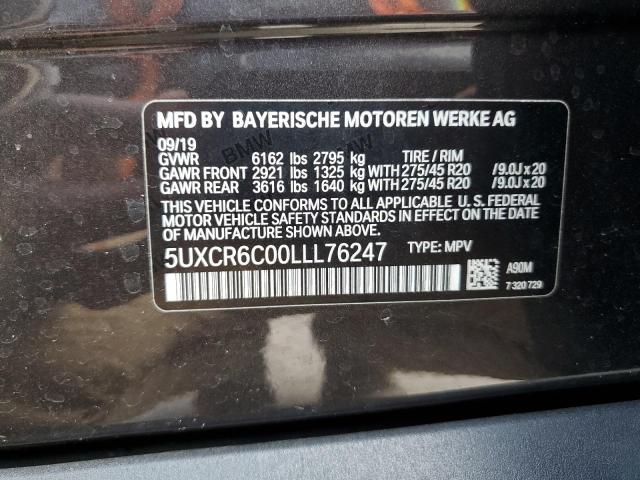 MFD BY BAYERISCHE MOTOREN WERKE AG
09/19
GVWR 6162 lbs 2795 kg TIRE / RIM
GAWR FRONT 2921 lbs 1325 kg WITH 275/45 R20 /9.0J x 20
GAWR REAR 3616 lbs 1640 kg WITH 275/45 R20 /9.0J x 20
THIS VEHICLE CONFORMS TO ALL APPLICABLE U. S. FEDERAL
MOTOR VEHICLE SAFETY STANDARDS IN EFFECT ON THE DATE
OF MANUFACTURE SHOWN ABOVE.
5UXCR6C00LLL76247 TYPE: MPV
A90M
7 320 729